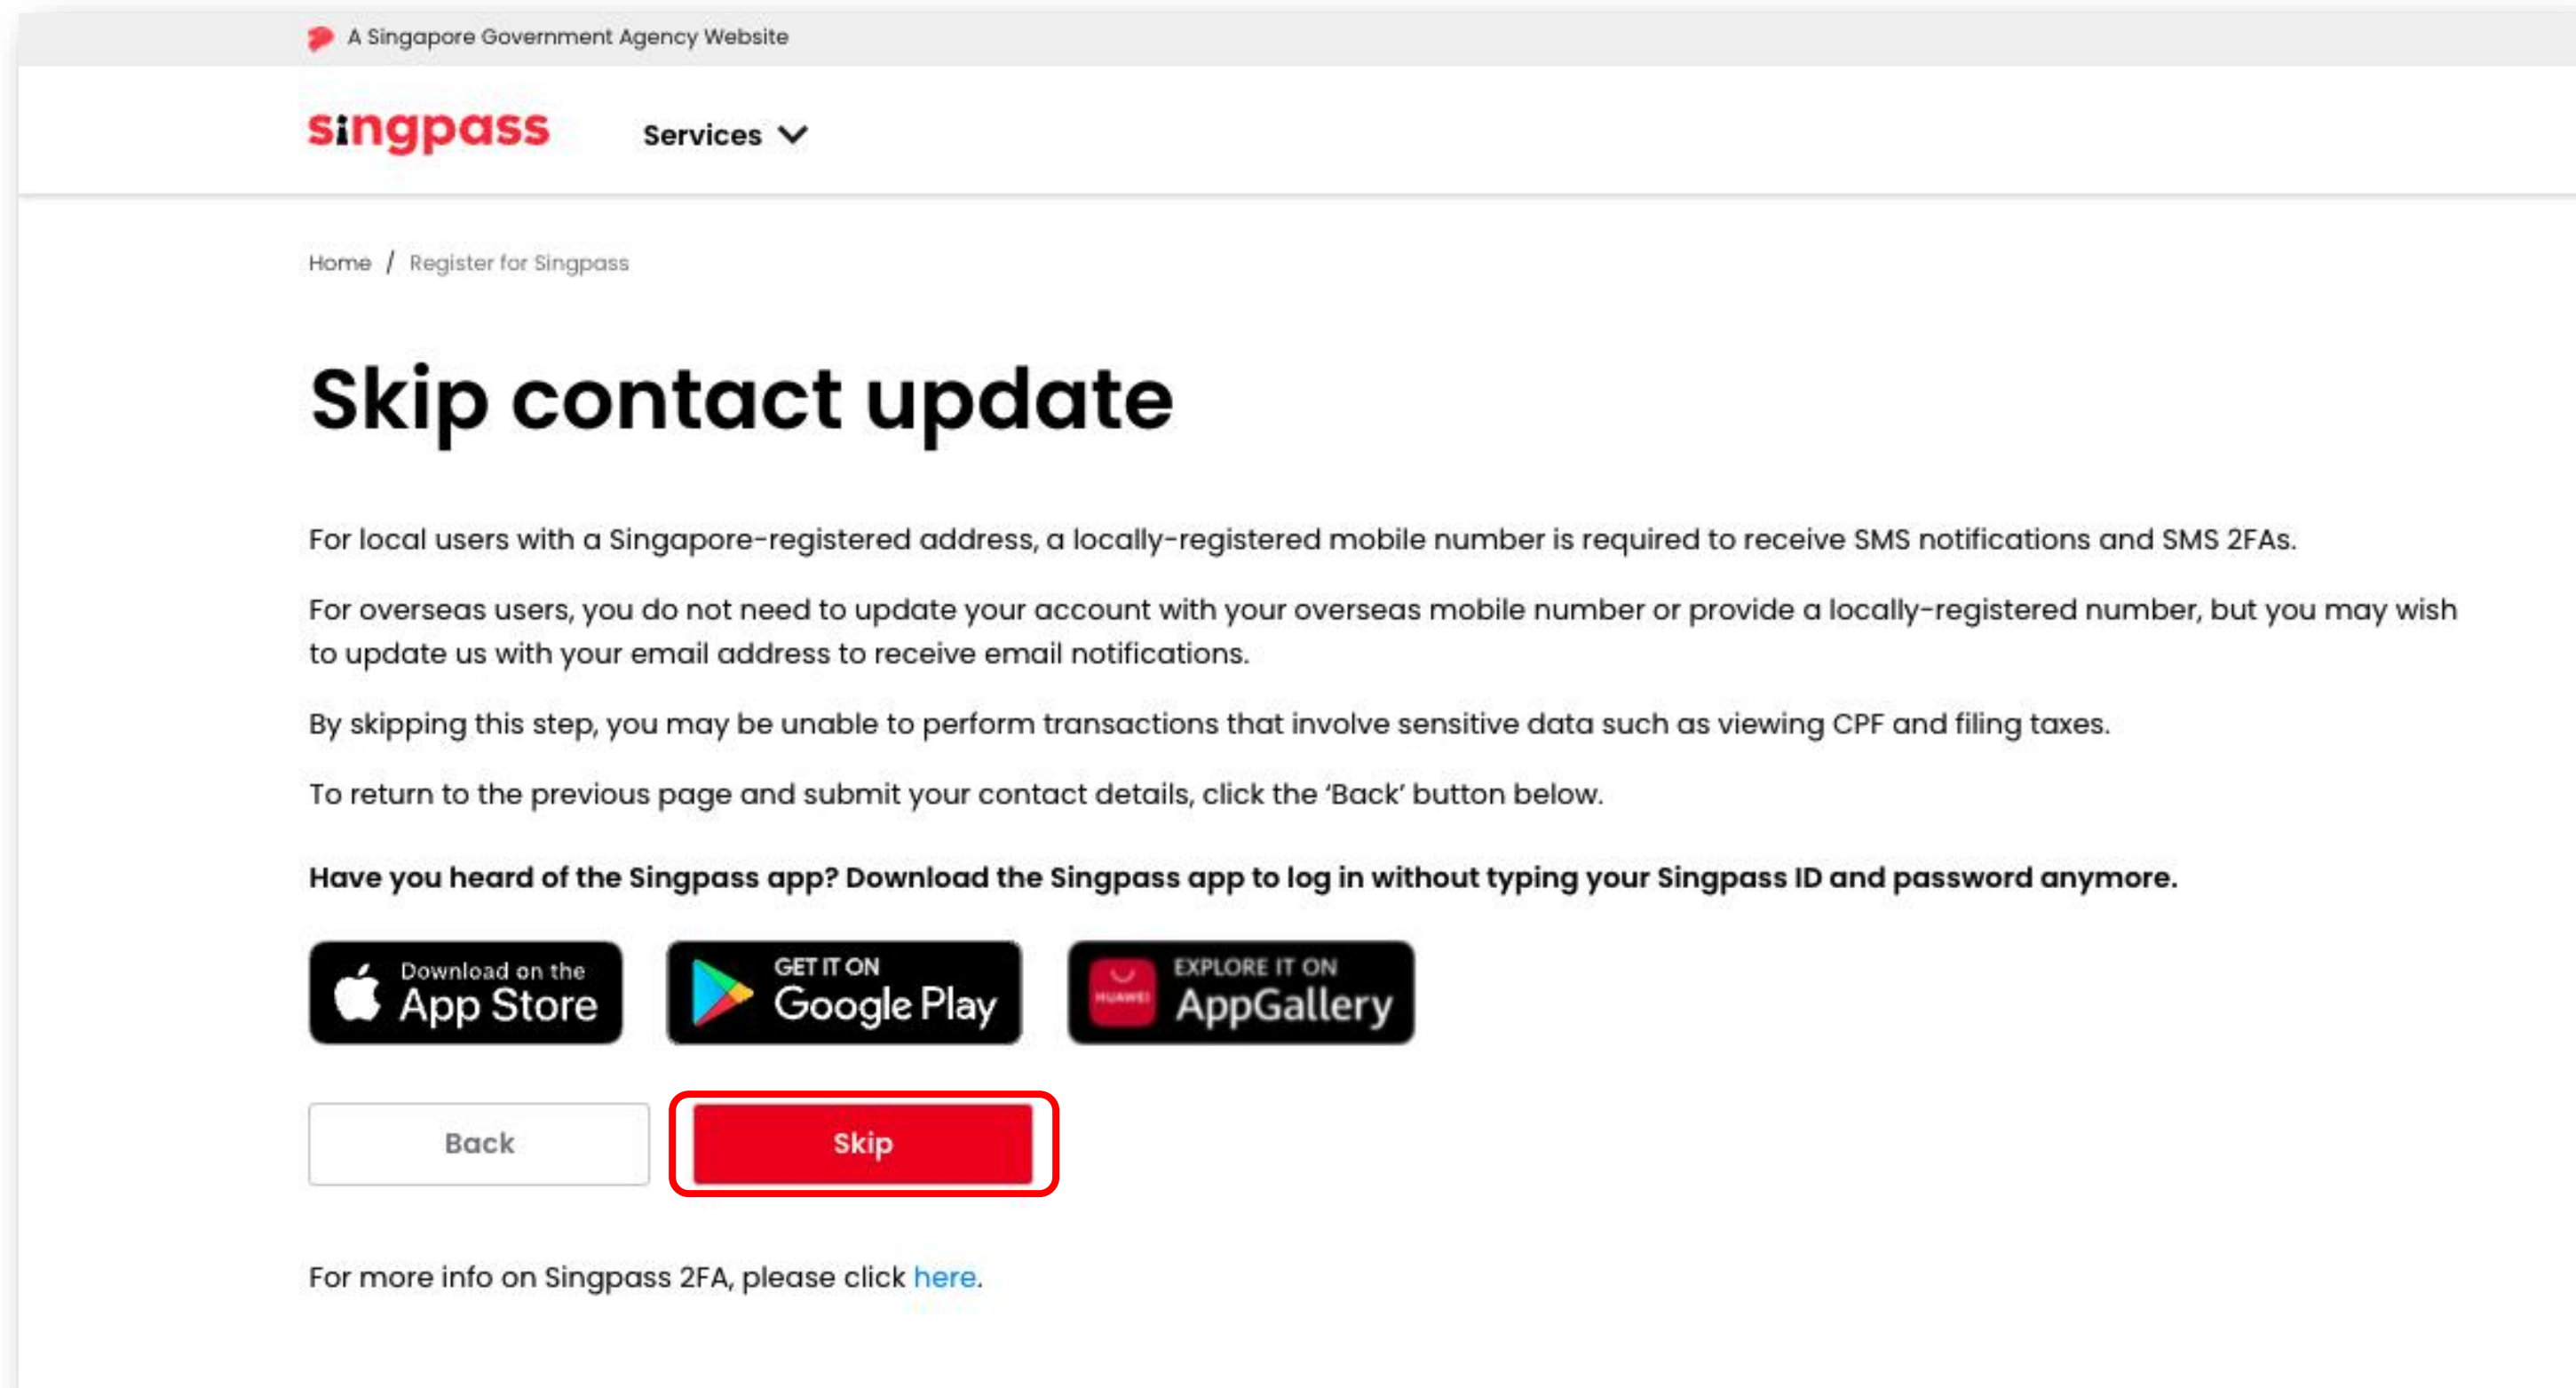 A Singapore Government Agency Website
singpass
Services
Home / Register for Singpass
Skip contact update
For local users with a Singapore-registered address, a locally-registered mobile number is required to receive SMS notifications and SMS 2FAs.
For overseas users, you do not need to update your account with your overseas mobile number or provide a locally-registered number, but you may wish
to update us with your email address to receive email notifications.
By skipping this step, you may be unable to perform transactions that involve sensitive data such as viewing CPF and filing taxes.
To return to the previous page and submit your contact details, click the ‘Back’ button below.
Have you heard of the Singpass app? Download the Singpass app to log in without typing your Singpass ID and password anymore.
Download on the
App Store
GET IT ON
Google Play
HUAWEI
EXPLORE IT ON
AppGallery
Back
Skip
For more info on Singpass 2FA, please click here.